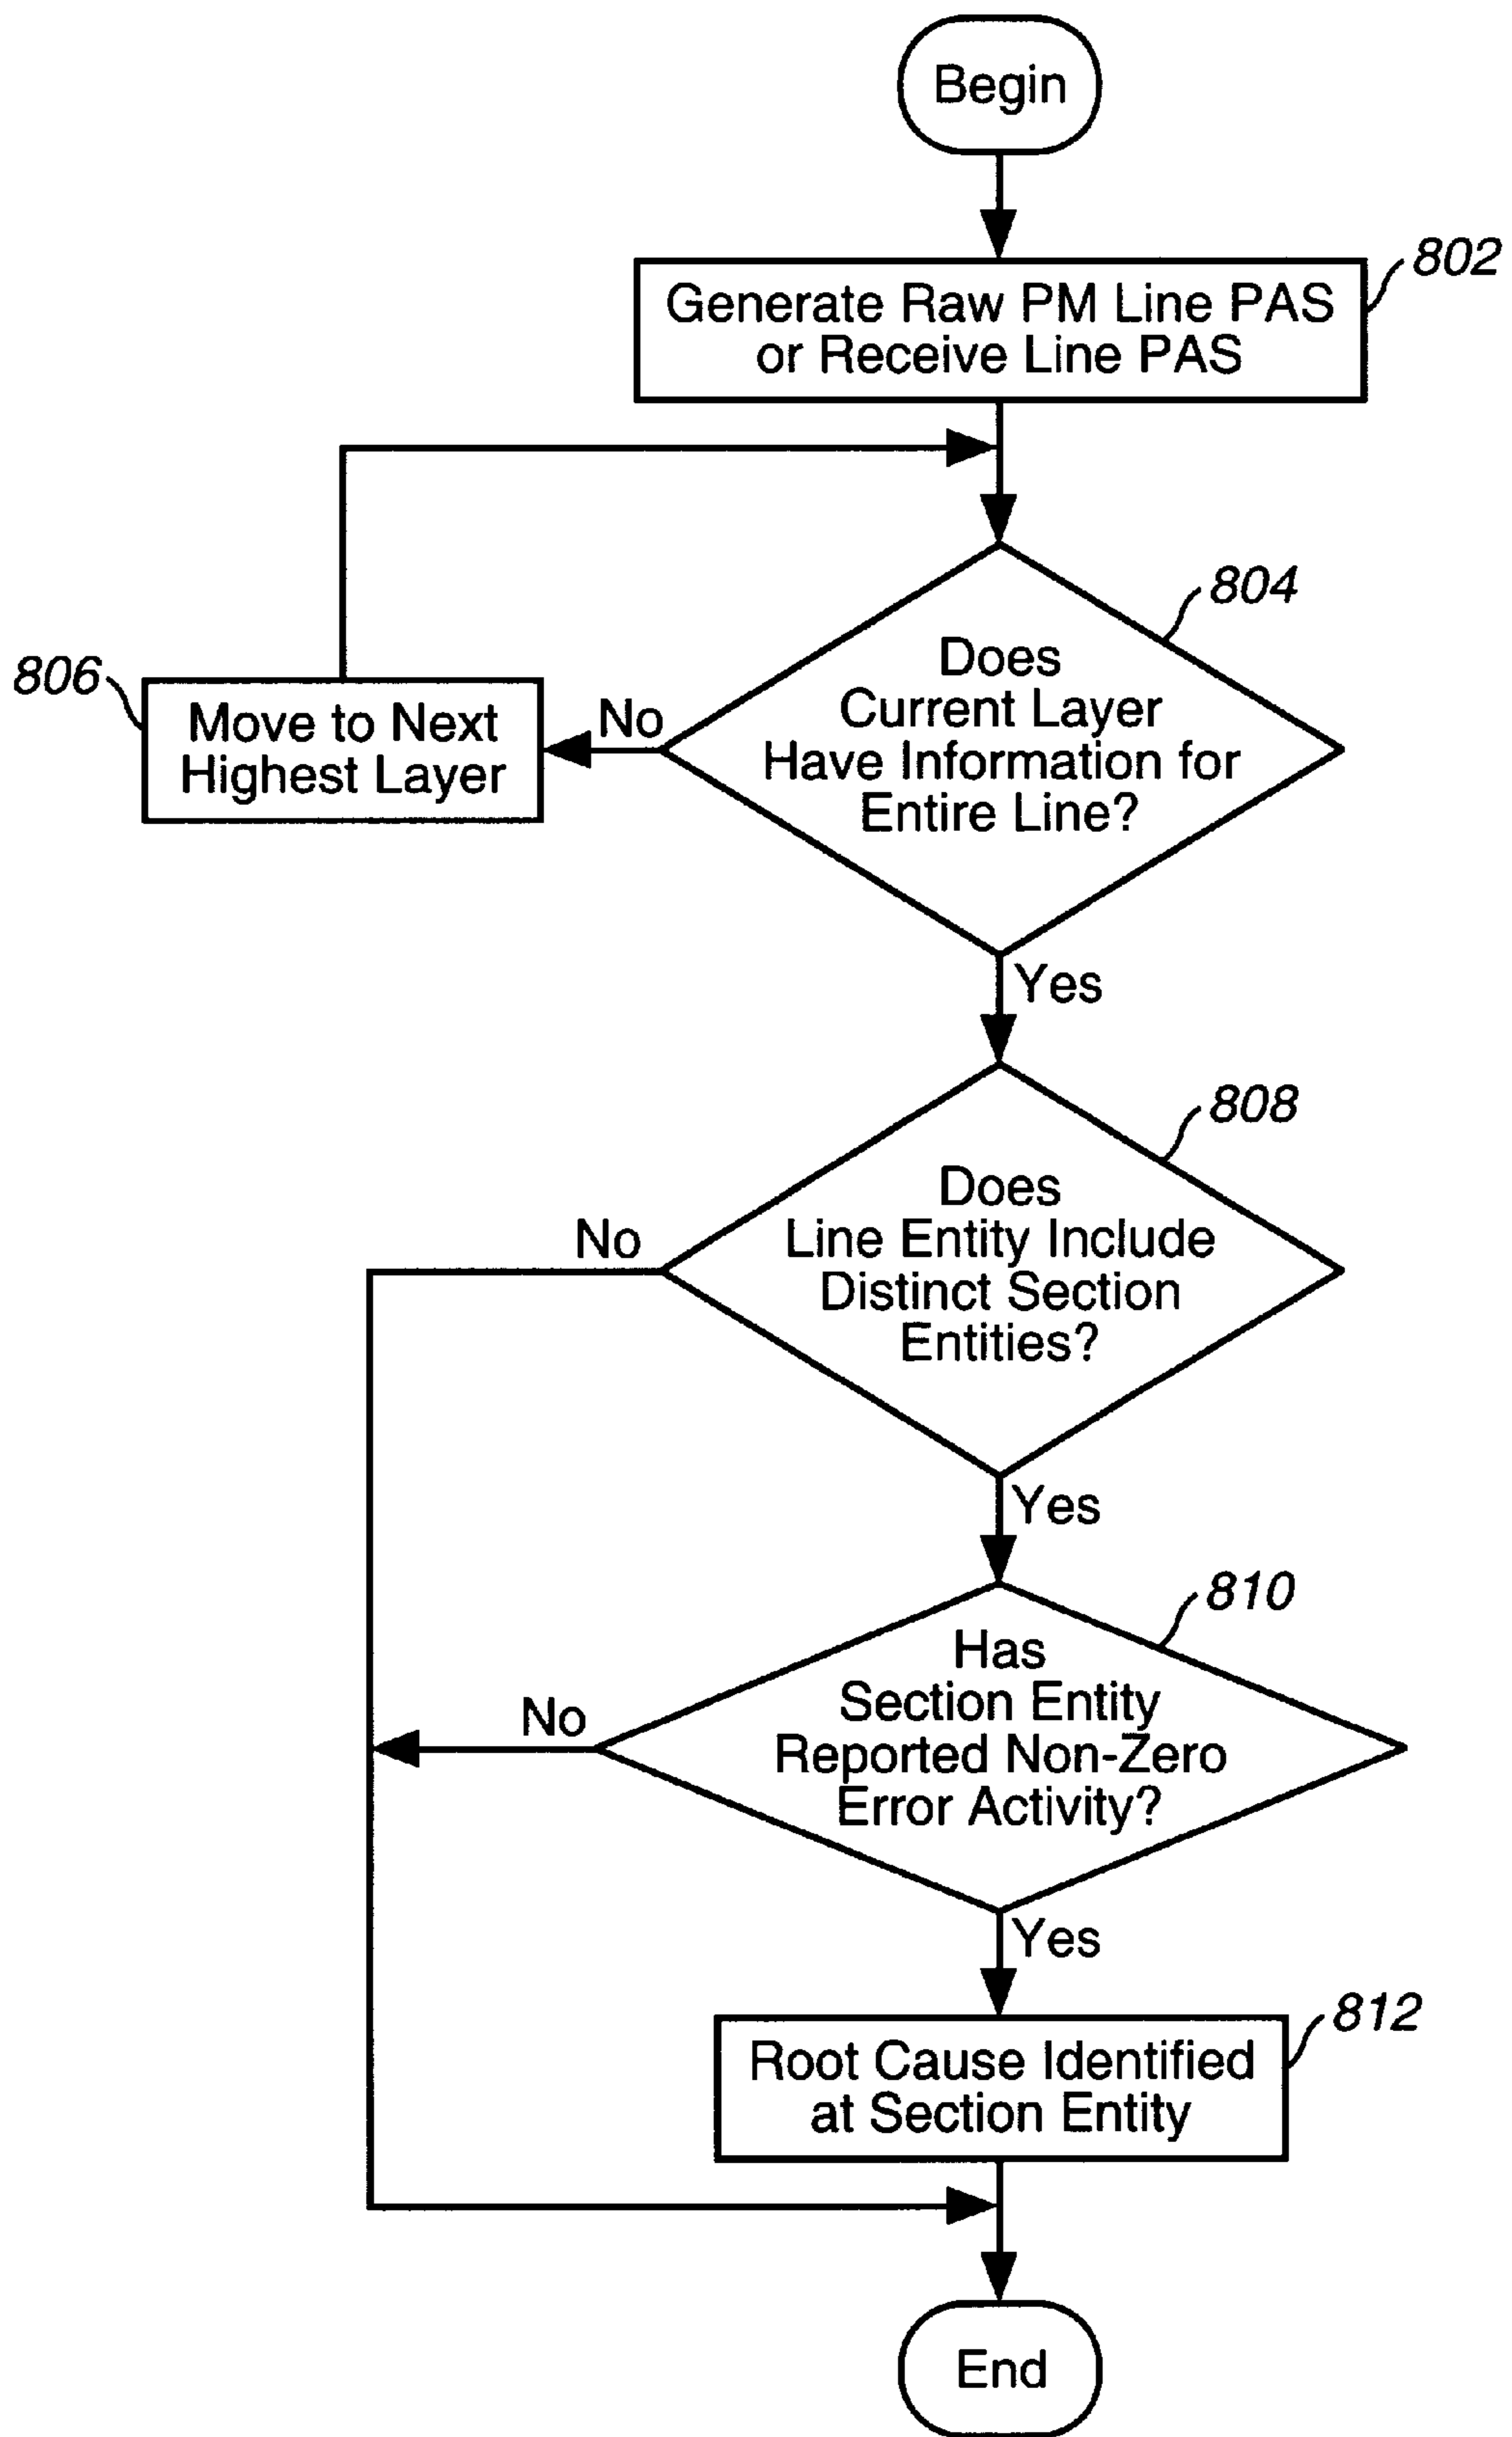 Begin
802
Generate Raw PM Line PAS
or Receive Line PAS
804
Does
Current Layer
Have Information for
Entire Line?
No
806
Move to Next
Highest Layer
Yes
808
Does
Line Entity Include
Distinct Section
Entities?
No
Yes
810
Has
Section Entity
Reported Non-Zero
Error Activity?
No
Yes
812
Root Cause Identified
at Section Entity
End